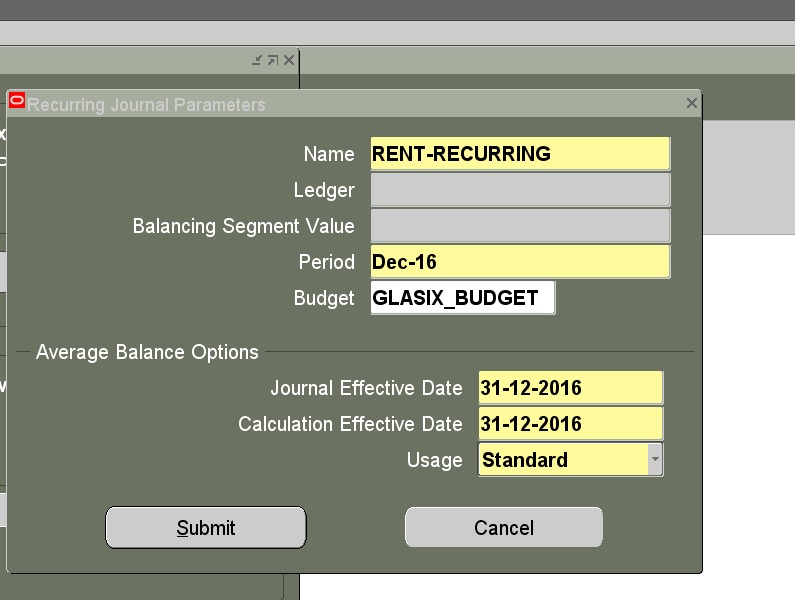 Recurring Journal Parameters
Name RENT-RECURRING
Ledger
Balancing Segment Value
Period Dec-16
Budget GLASIX_BUDGET
Average Balance Options
Journal Effective Date 31-12-2016
Calculation Effective Date 31-12-2016
Usage Standard
Submit Cancel